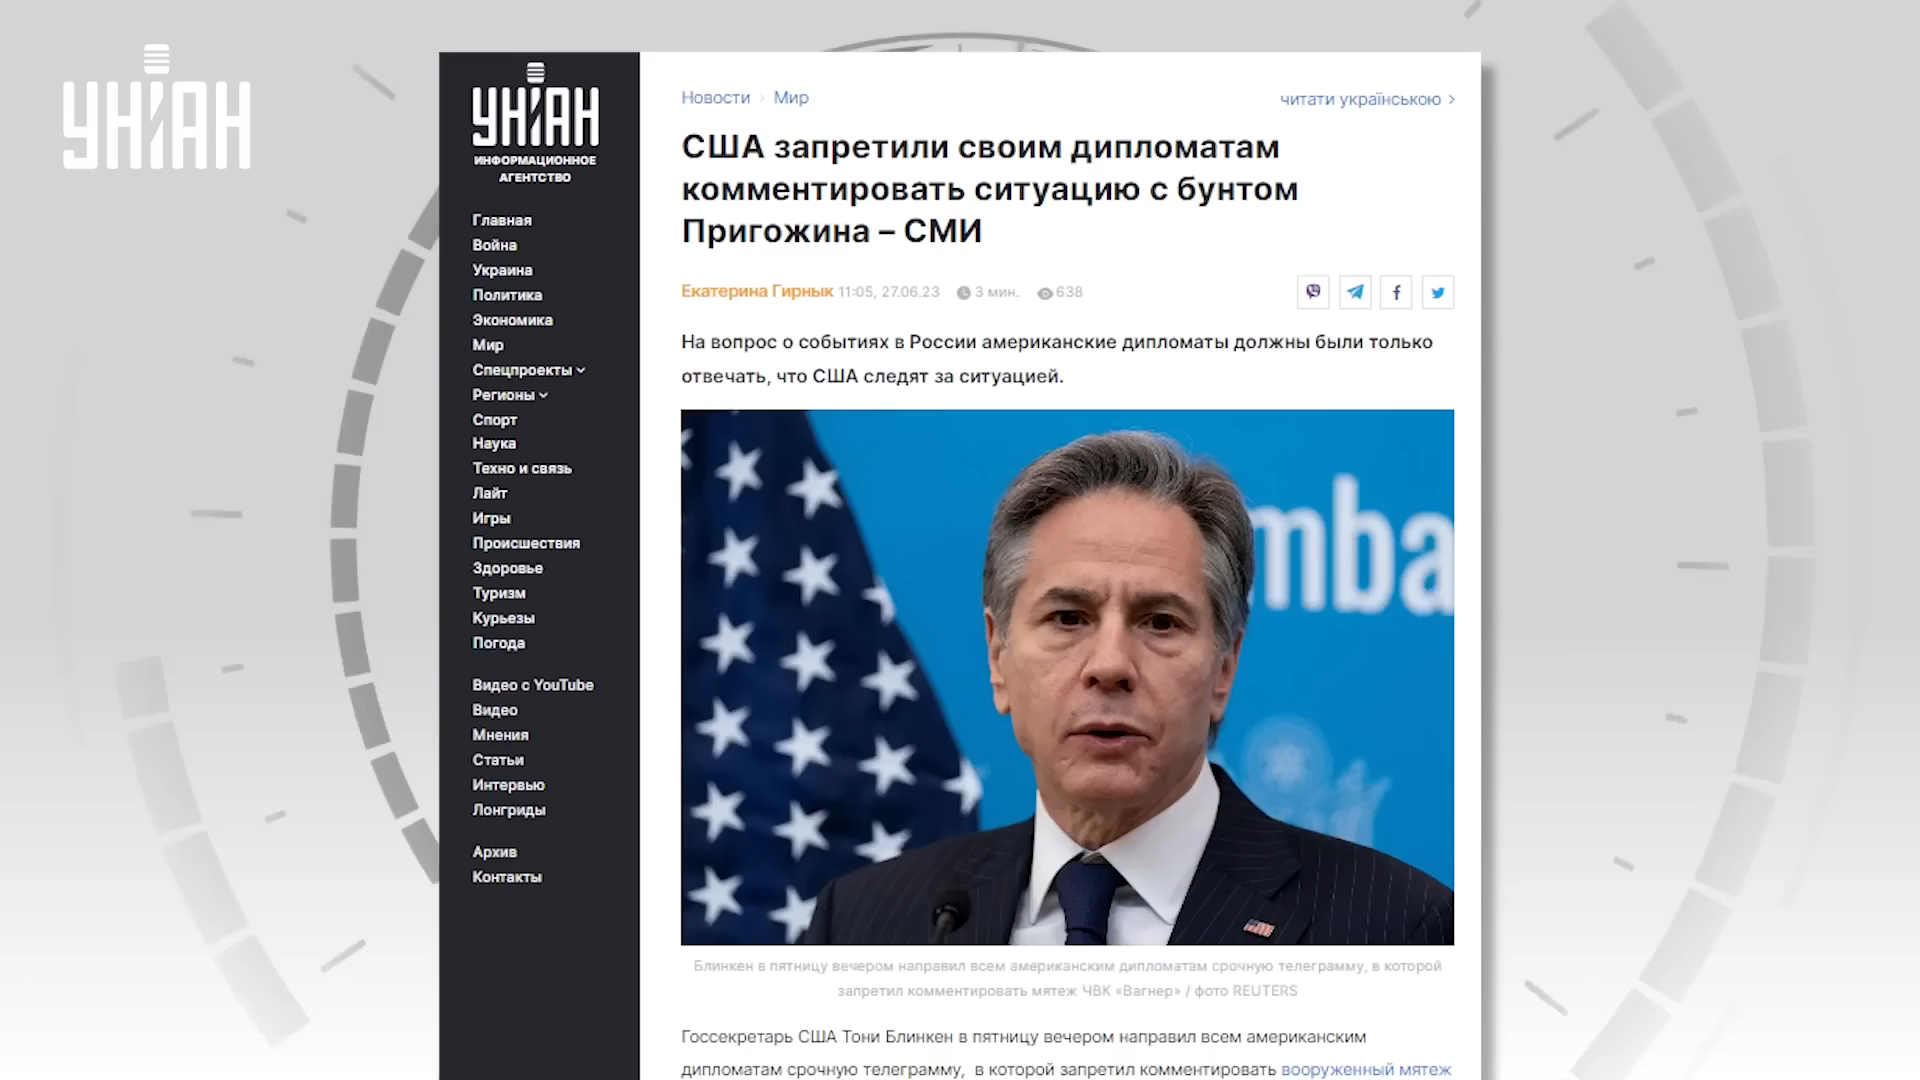 УНІАН
УНІАН
ИНФОРМАЦИОННОЕ
АГЕНТСТВО
Главная
Война
Украина
Политика
Экономика
Мир
Спецпроекты
Регионы
Спорт
Наука
Техно и связь
Лайт
Игры
Происшествия
Здоровье
Туризм
Курьезы
Погода
Видео с YouTube
Видео
Мнения
Статьи
Интервью
Лонгриды
Архив
Контакты
Новости › Мир
читати українською >
США запретили своим дипломатам
комментировать ситуацию с бунтом
Пригожина – СМИ
Екатерина Гирнык 11:05, 27.06.23 3 мин. 638
На вопрос о событиях в России американские дипломаты должны были только
отвечать, что США следят за ситуацией.
mba
Блинкен в пятницу вечером направил всем американским дипломатам срочную телеграмму, в которой
запретил комментировать мятеж ЧВК «Вагнер» / фото REUTERS
Госсекретарь США Тони Блинкен в пятницу вечером направил всем американским
дипломатам срочную телеграмму, в которой запретил комментировать вооруженный мятеж